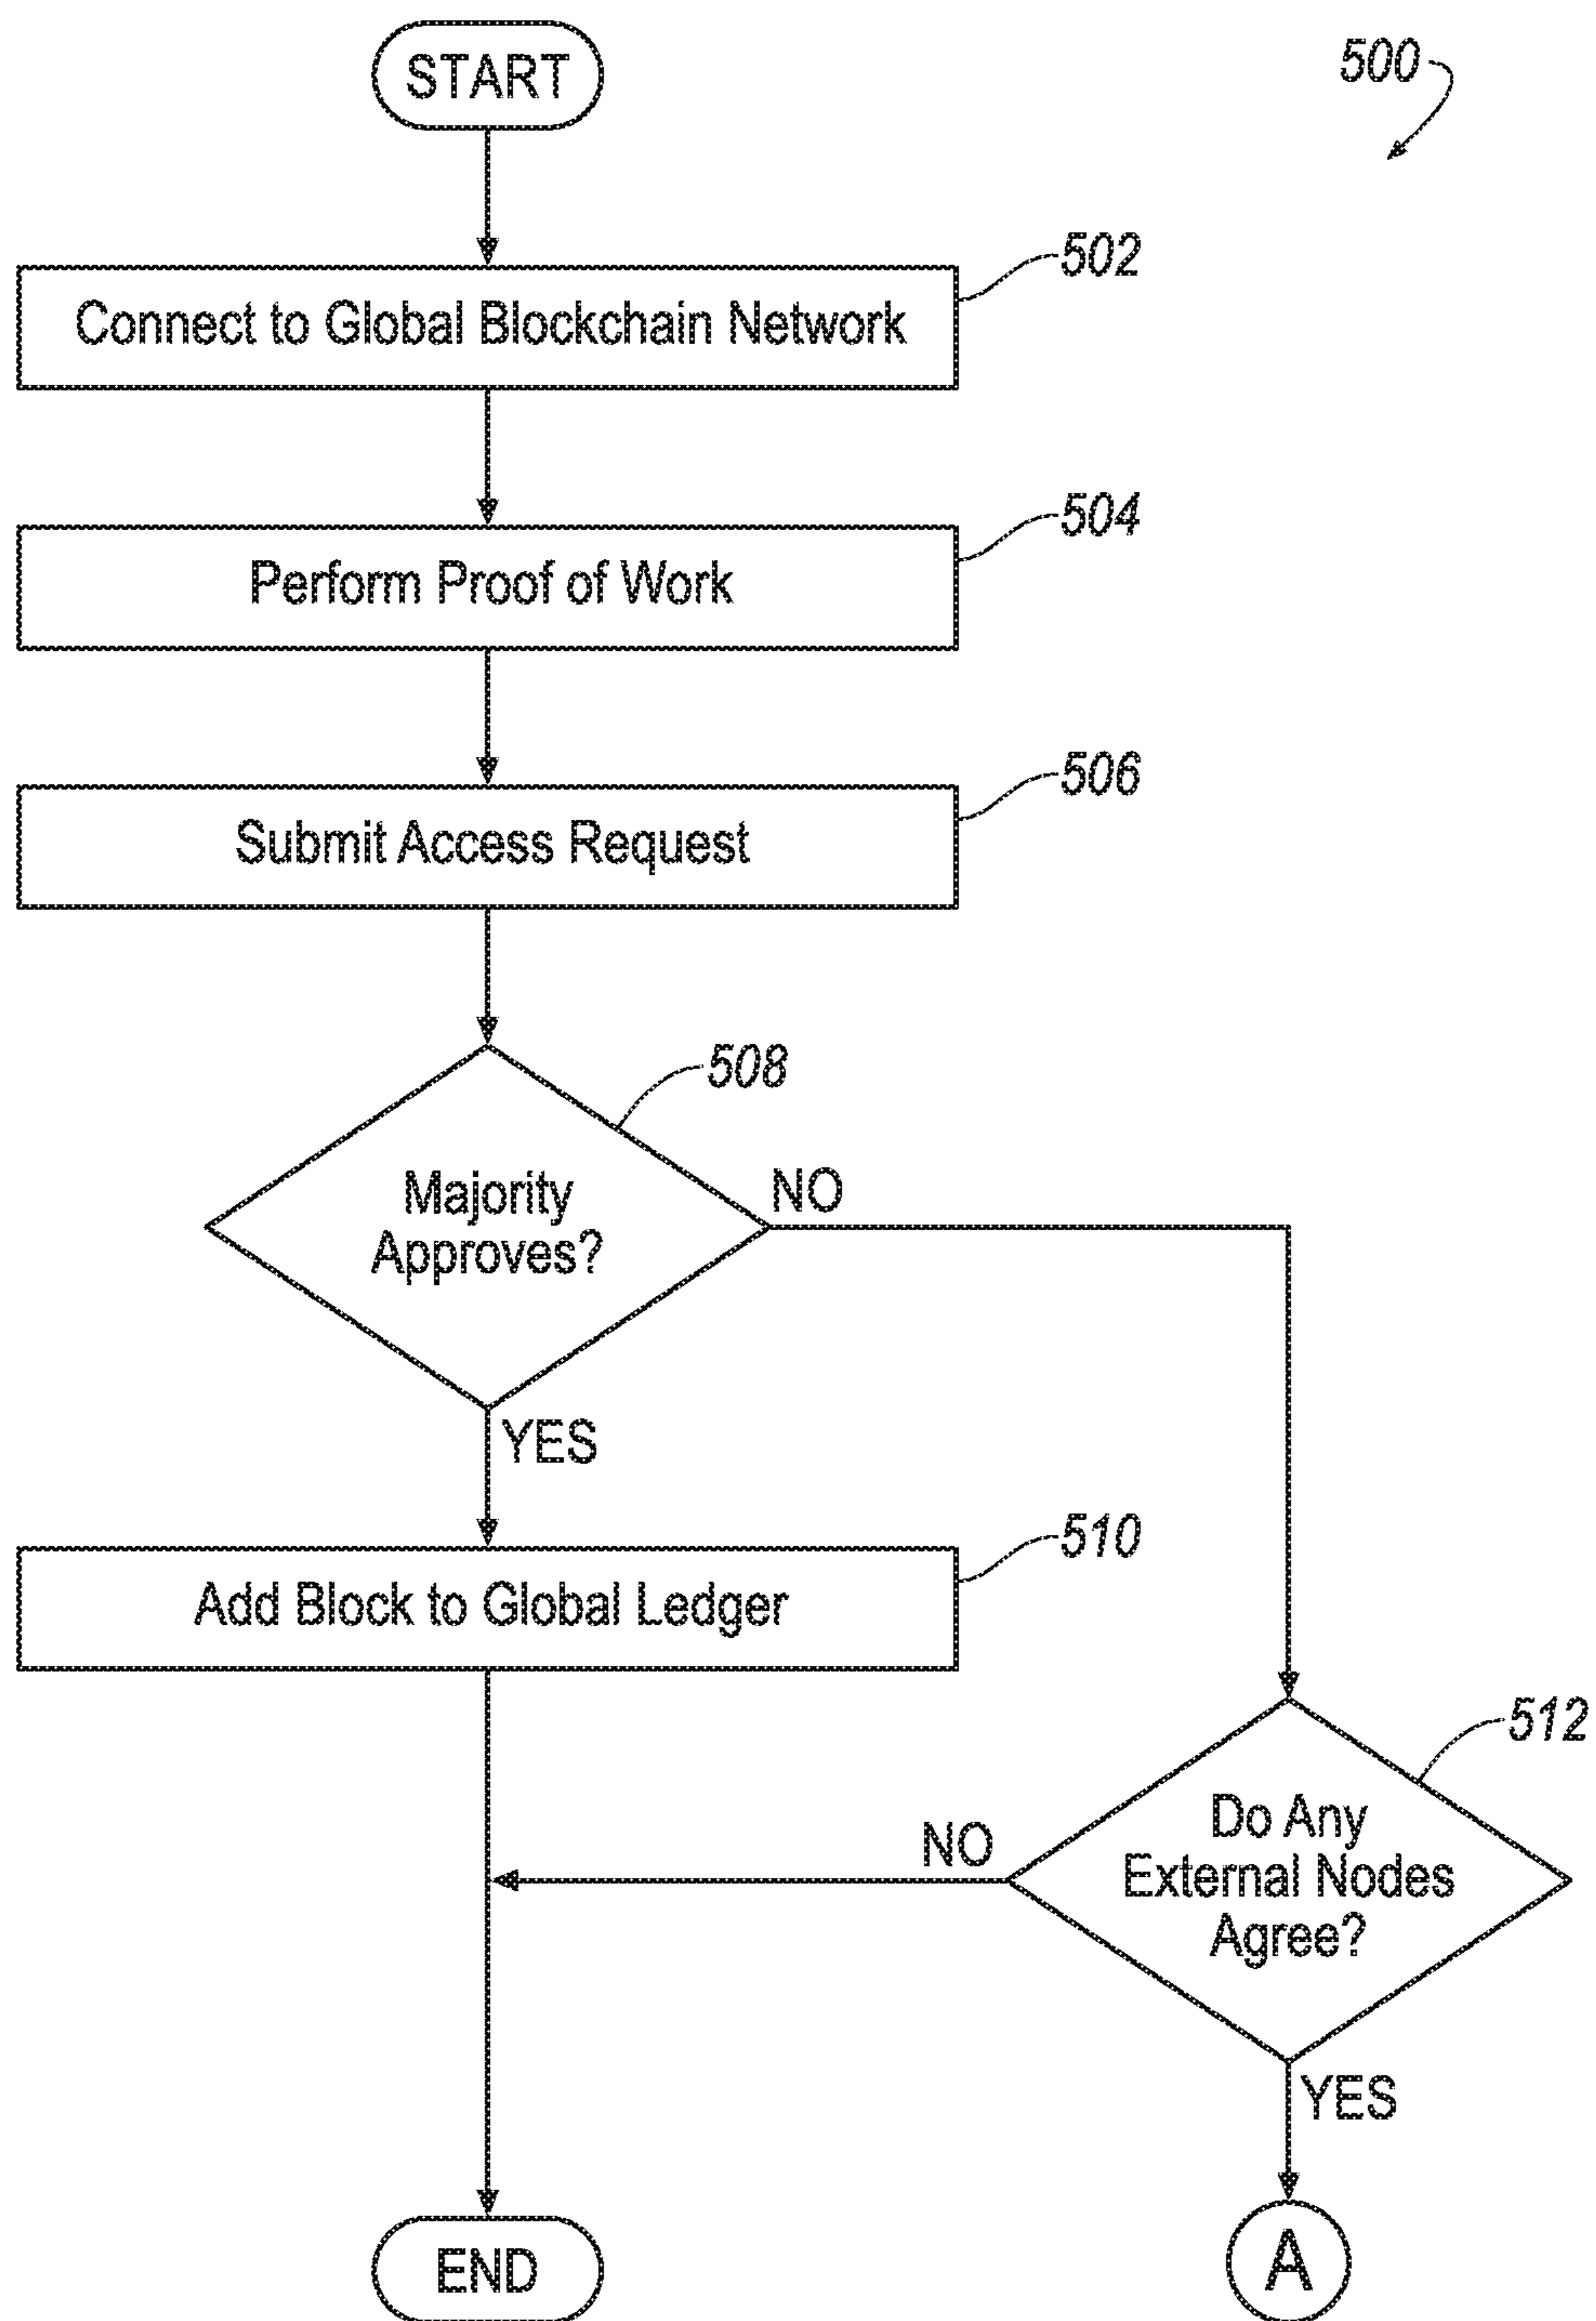 START
500
502
Connect to Global Blockchain Network
504
Perform Proof of Work
506
Submit Access Request
508
Majority
Approves?
NO
YES
510
Add Block to Global Ledger
512
Do Any
External Nodes
Agree?
NO
YES
END
A